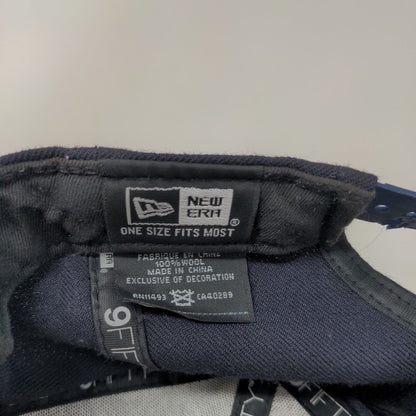 NEW
ERA®
ONE SIZE FITS MOST
FABRIQUE EN CHINE
100% WOOL
MADE IN CHINA
EXCLUSIVE OF DECORATION
RN11493 CA40289
9FIFTY